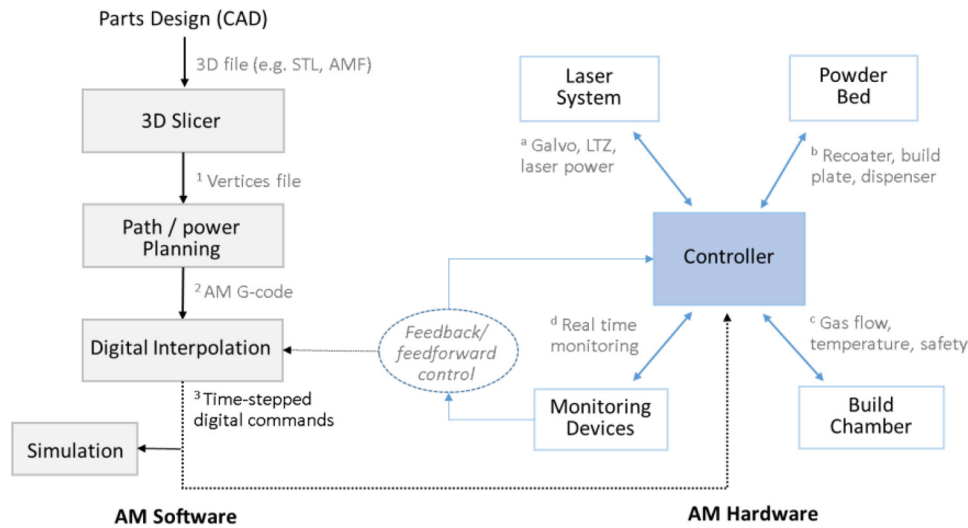 Parts Design (CAD)
3D file (e.g. STL, AMF)
3D Slicer
¹ Vertices file
Path / power
Planning
² AM G-code
Digital Interpolation
³ Time-stepped
digital commands
Simulation
AM Software
Feedback/
feedforward
control
Laser
System
Powder
Bed
ᵃ Galvo, LTZ,
laser power
ᵇ Recoater, build
plate, dispenser
Controller
ᵈ Real time
monitoring
ᶜ Gas flow,
temperature, safety
Monitoring
Devices
Build
Chamber
AM Hardware